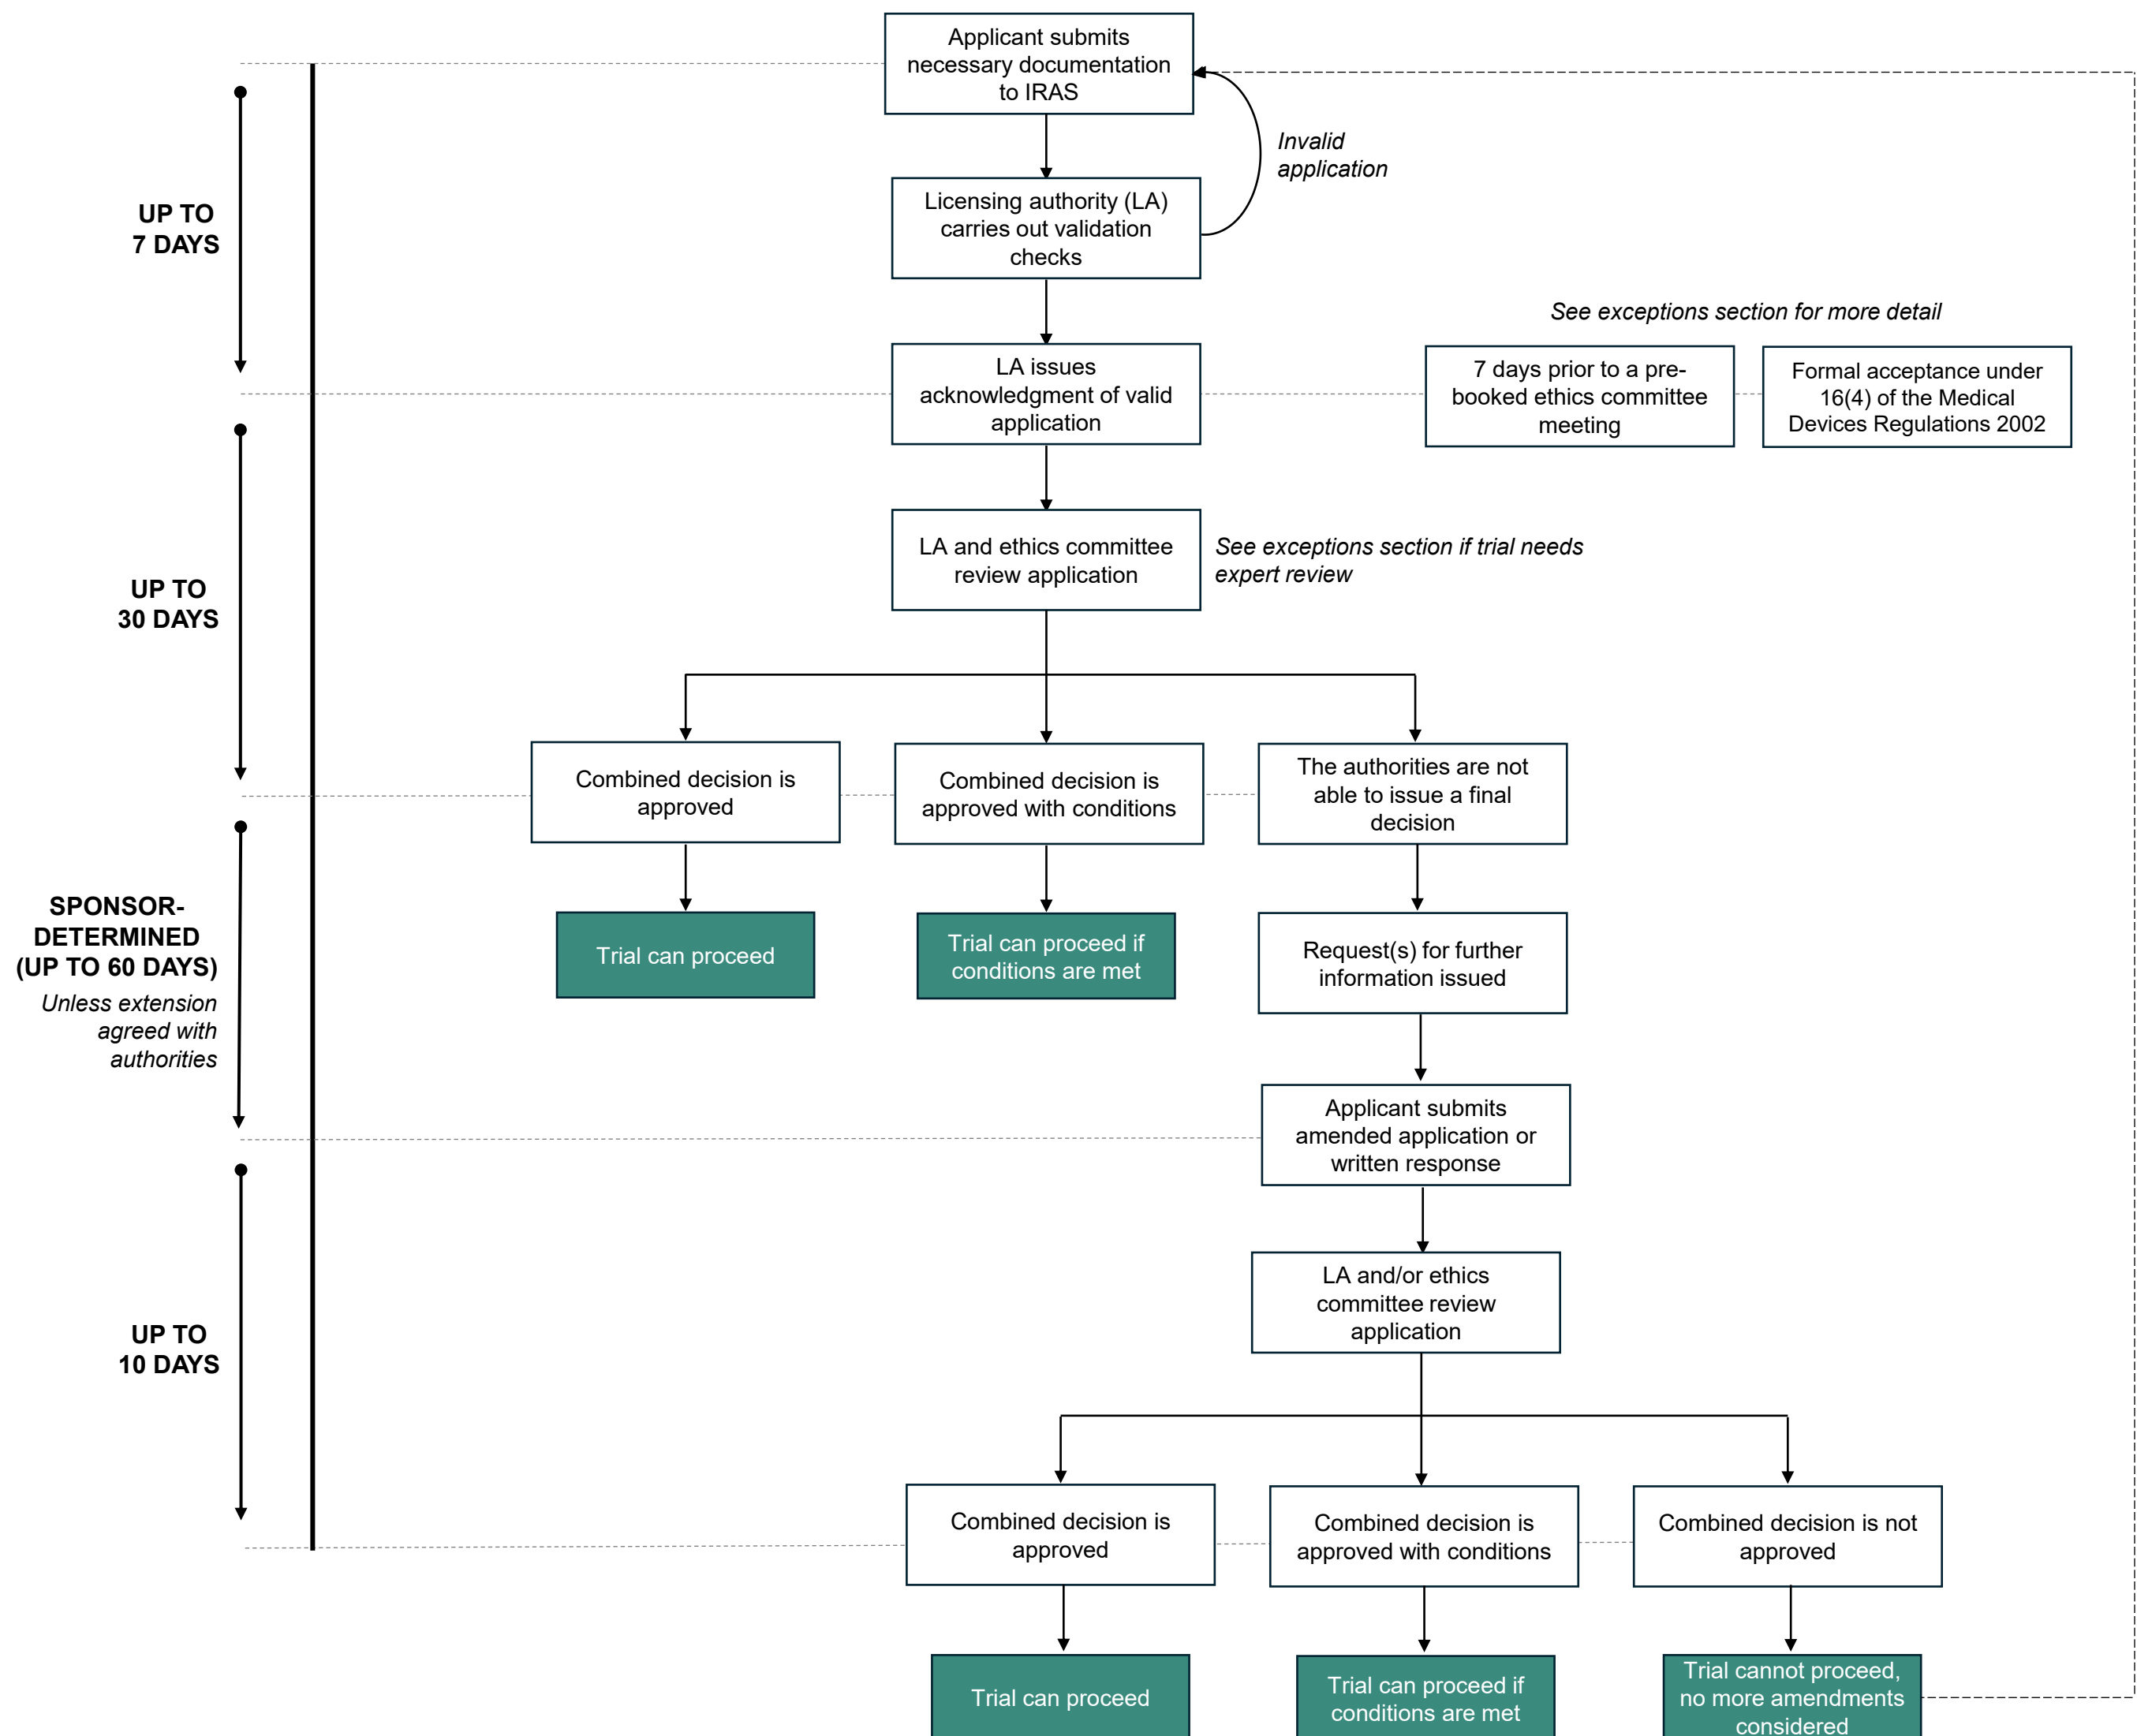 Applicant submits
necessary documentation
to IRAS
Invalid
application
UP TO
7 DAYS
Licensing authority (LA)
carries out validation
checks
See exceptions section for more detail
LA issues
acknowledgment of valid
application
7 days prior to a pre-
booked ethics committee
meeting
Formal acceptance under
16(4) of the Medical
Devices Regulations 2002
UP TO
30 DAYS
LA and ethics committee
review application
See exceptions section if trial needs
expert review
Combined decision is
approved
Combined decision is
approved with conditions
The authorities are not
able to issue a final
decision
SPONSOR-
DETERMINED
(UP TO 60 DAYS)
Unless extension
agreed with
authorities
Trial can proceed
Trial can proceed if
conditions are met
Request(s) for further
information issued
Applicant submits
amended application or
written response
UP TO
10 DAYS
LA and/or ethics
committee review
application
Combined decision is
approved
Combined decision is
approved with conditions
Combined decision is not
approved
Trial can proceed
Trial can proceed if
conditions are met
Trial cannot proceed,
no more amendments
considered